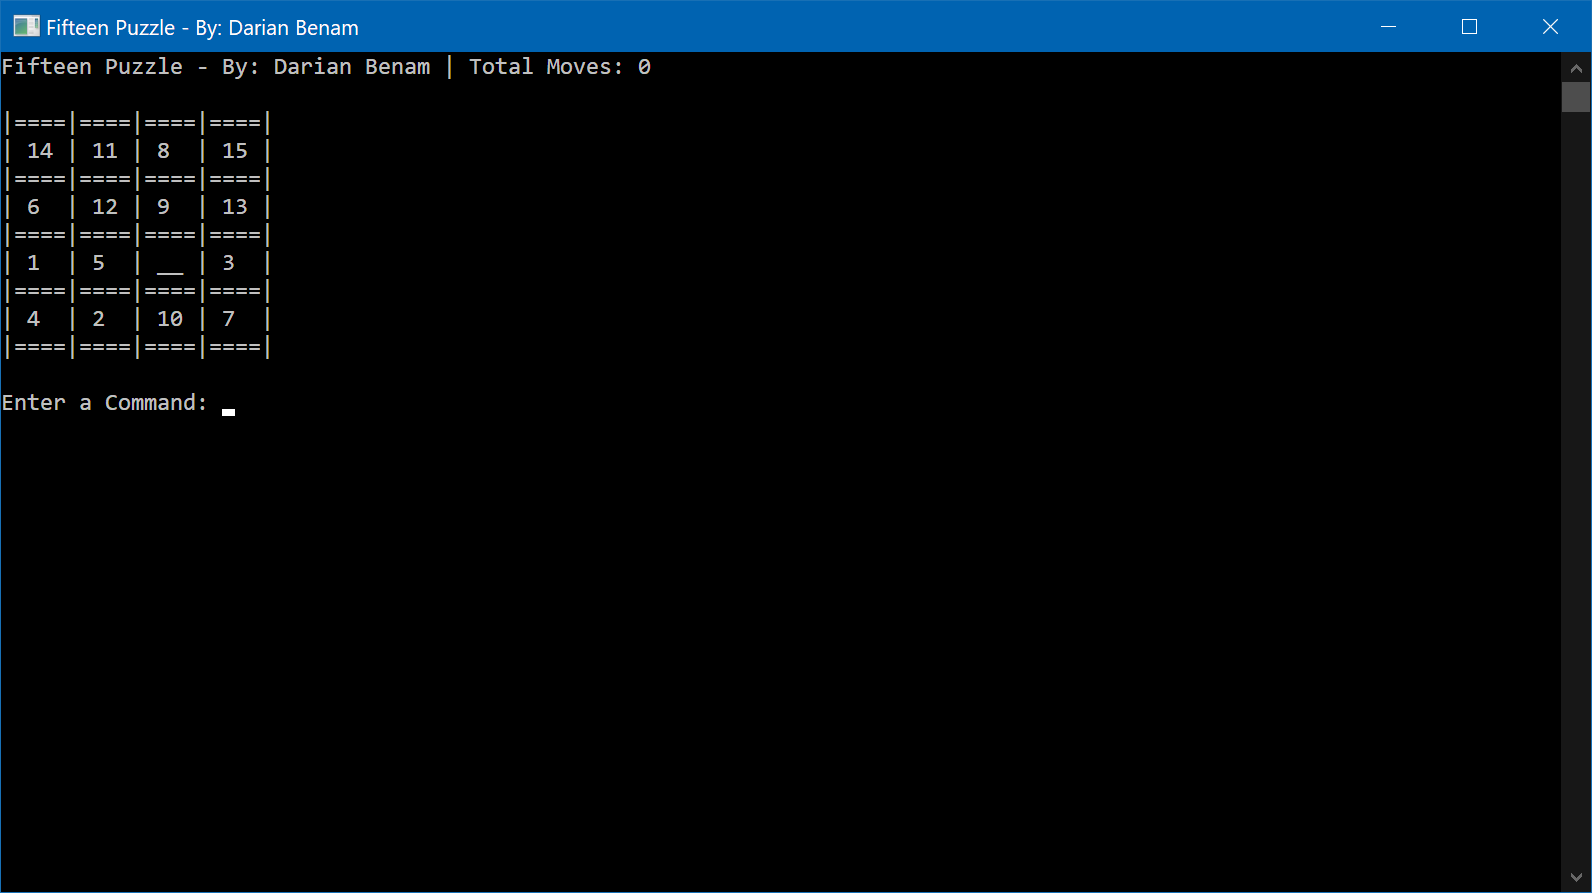 Fifteen Puzzle - By: Darian Benam
Fifteen Puzzle - By: Darian Benam | Total Moves: 0
|====|====|====|====|
| 14 | 11 | 8  | 15 |
|====|====|====|====|
| 6  | 12 | 9  | 13 |
|====|====|====|====|
| 1  | 5  | __ | 3  |
|====|====|====|====|
| 4  | 2  | 10 | 7  |
|====|====|====|====|
Enter a Command: _